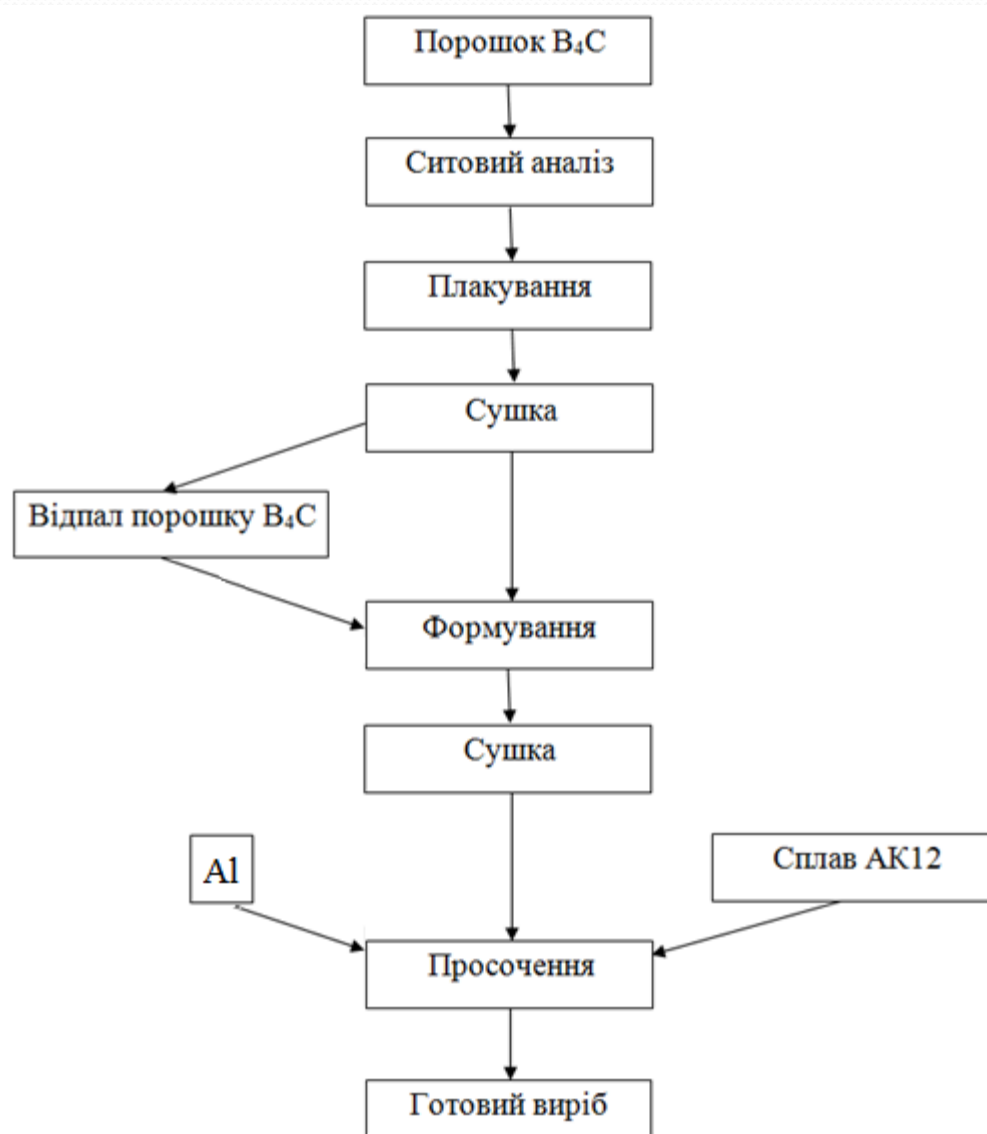 Порошок B₄C
Ситовий аналіз
Плакування
Сушка
Відпал порошку B₄C
Формування
Сушка
Al
Сплав АК12
Просочення
Готовий виріб